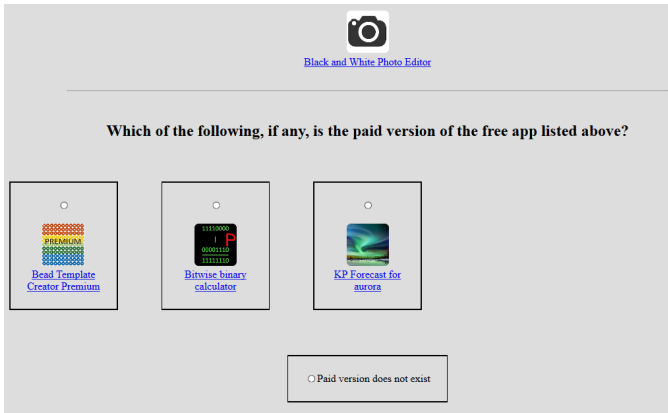 Black and White Photo Editor
Which of the following, if any, is the paid version of the free app listed above?
PREMIUM
Bead Template
Creator Premium
11110000
|
P
00001110
11111110
Bitwise binary
calculator
KP Forecast for
aurora
Paid version does not exist